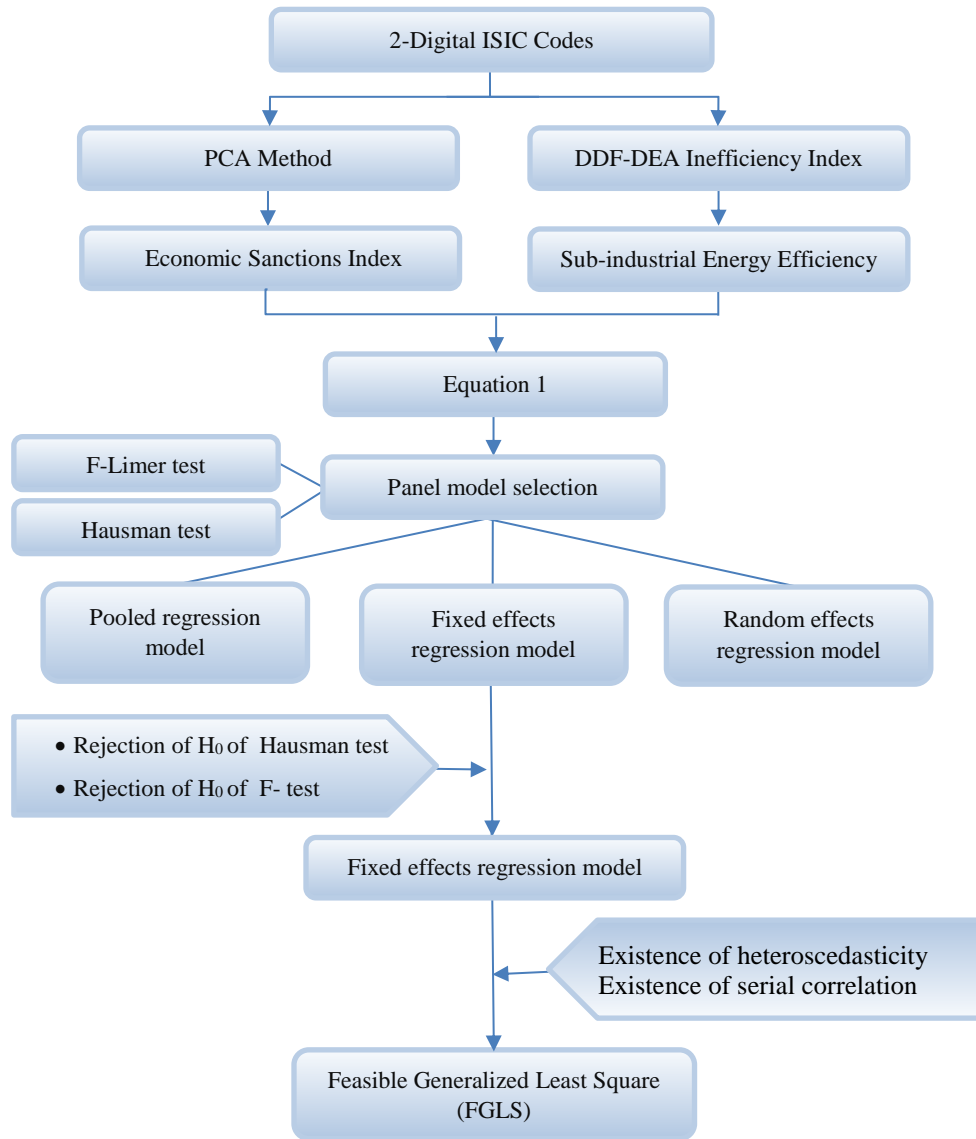 2-Digital ISIC Codes
PCA Method
DDF-DEA Inefficiency Index
Economic Sanctions Index
Sub-industrial Energy Efficiency
Equation 1
F-Limer test
Panel model selection
Hausman test
Pooled regression
model
Fixed effects
regression model
Random effects
regression model
• Rejection of H₀ of Hausman test
• Rejection of H₀ of F- test
Fixed effects regression model
Existence of heteroscedasticity
Existence of serial correlation
Feasible Generalized Least Square
(FGLS)